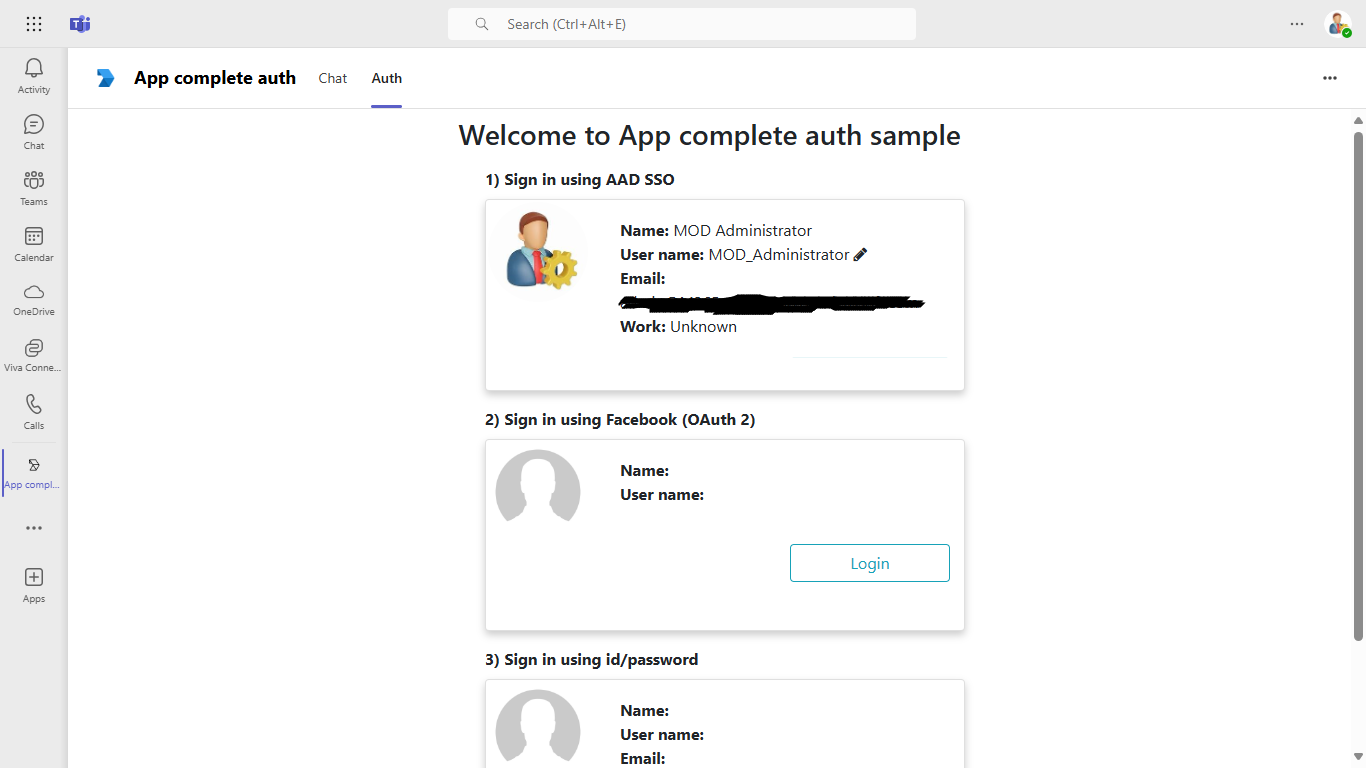 Search (Ctrl+Alt+E)
Activity
Chat
Teams
Calendar
OneDrive
Viva Conne...
Calls
App compl...
Apps
App complete auth
Chat
Auth
Welcome to App complete auth sample
1) Sign in using AAD SSO
Name: MOD Administrator
User name: MOD_Administrator
Email:
Work: Unknown
2) Sign in using Facebook (OAuth 2)
Name:
User name:
Login
3) Sign in using id/password
Name:
User name:
Email: